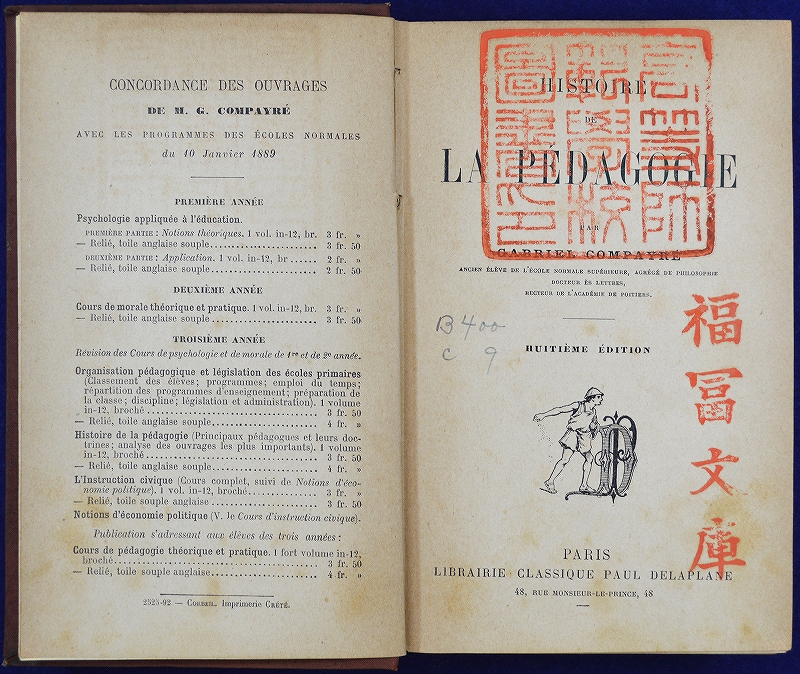 CONCORDANCE DES OUVRAGES
DE M. G. COMPAYRÉ
AVEC LES PROGRAMMES DES ÉCOLES NORMALES
du 10 Janvier 1889
PREMIÈRE ANNÉE
Psychologie appliquée à l'éducation.
PREMIÈRE PARTIE : Notions théoriques. 1 vol. in-12, br. 3 fr. »
— Relié, toile anglaise souple........................ 3 fr. 50
DEUXIÈME PARTIE : Application. 1 vol. in-12, br ...... 2 fr. »
— Relié, toile anglaise souple........................ 2 fr. 50
DEUXIÈME ANNÉE
Cours de morale théorique et pratique. 1 vol. in-12, br. 3 fr. »
— Relié, toile anglaise souple........................ 3 fr. 50
TROISIÈME ANNÉE
Révision des Cours de psychologie et de morale de 1re et de 2e année.
Organisation pédagogique et législation des écoles primaires
(Classement des élèves; programmes; emploi du temps;
répartition des programmes d'enseignement; préparation de
la classe; discipline; législation et administration). 1 volume
in-12, broché ........................ 3 fr. 50
— Relié, toile anglaise souple........................ 4 fr. »
Histoire de la pédagogie (Principaux pédagogues et leurs doc-
trines; analyse des ouvrages les plus importants). 1 volume
in-12, broché........................ 3 fr. 50
— Relié, toile anglaise souple........................ 4 fr. »
L'Instruction civique (Cours complet, suivi de Notions d'éco-
nomie politique). 1 vol. in-12, broché................ 3 fr. »
— Relié, toile anglaise souple ........................ 3 fr. 50
Notions d'économie politique (V. le Cours d'instruction civique).
Publication s'adressant aux élèves des trois années :
Cours de pédagogie théorique et pratique. 1 fort volume in-12,
broché........................ 3 fr. 50
— Relié, toile souple anglaise........................ 4 fr. »
2525-92 — CORBEIL. Imprimerie CRÉTÉ.
HISTOIRE
DE
LA PÉDAGOGIE
PAR
GABRIEL COMPAYRÉ
ANCIEN ÉLÈVE DE L'ÉCOLE NORMALE SUPÉRIEURE, AGRÉGÉ DE PHILOSOPHIE
DOCTEUR ÈS LETTRES,
RECTEUR DE L'ACADÉMIE DE POITIERS.
B400
C 9
HUITIÈME ÉDITION
福冨文庫
PARIS
LIBRAIRIE CLASSIQUE PAUL DELAPLANE
48, RUE MONSIEUR-LE-PRINCE, 48